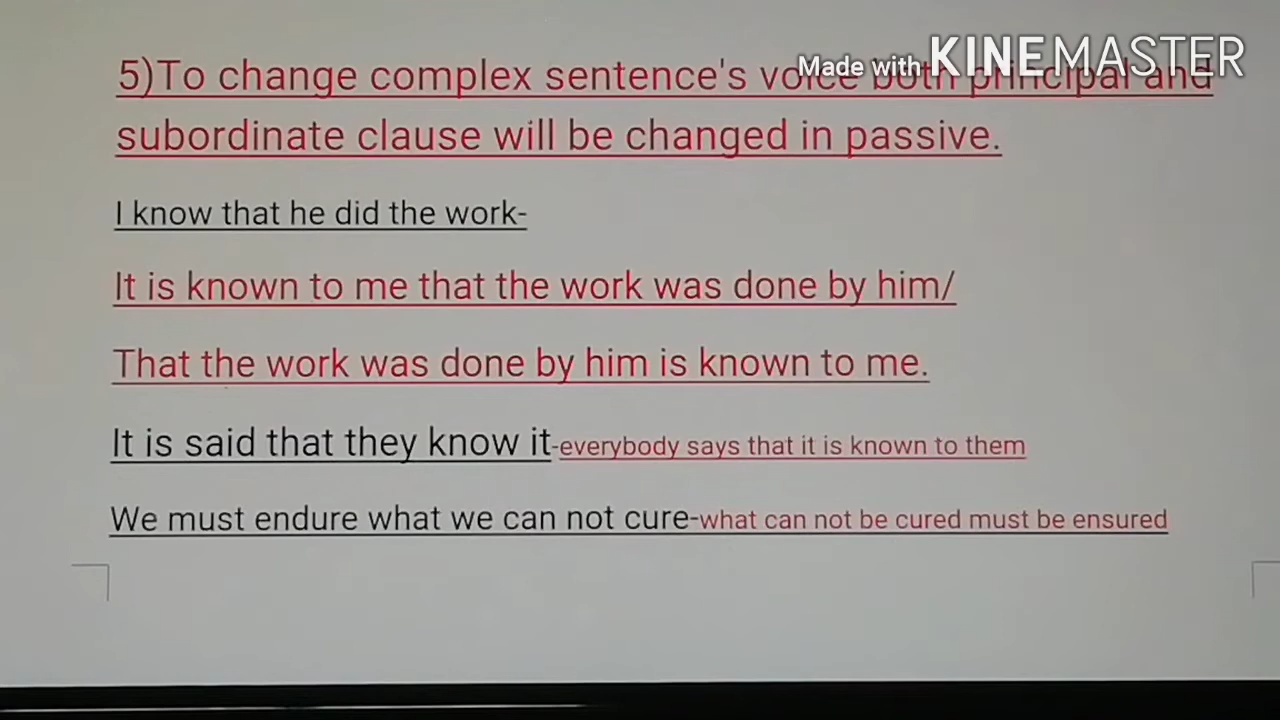 Made with KINEMASTER
5)To change complex sentence's voice both principal and
subordinate clause will be changed in passive.
I know that he did the work-
It is known to me that the work was done by him/
That the work was done by him is known to me.
It is said that they know it-everybody says that it is known to them
We must endure what we can not cure-what can not be cured must be ensured